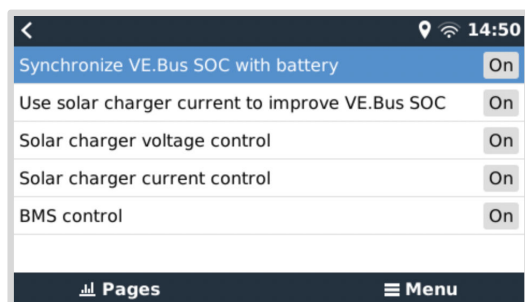 14:50
Synchronize VE.Bus SOC with battery On
Use solar charger current to improve VE.Bus SOC On
Solar charger voltage control On
Solar charger current control On
BMS control On
Pages Menu